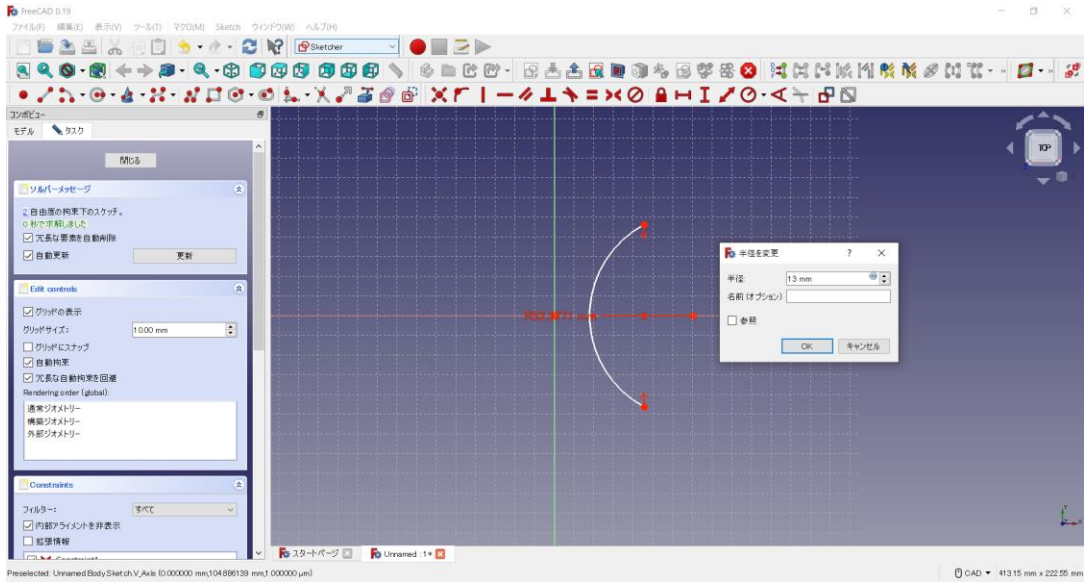 FreeCAD 0.19
ファイル(F) 編集(E) 表示(V) ツール(T) マクロ(M) Sketch ウィンドウ(W) ヘルプ(H)
Sketcher
コンボビュー
モデル タスク
閉じる
ソルバーメッセージ
2 自由度の拘束下のスケッチ。
0 秒で求解しました
冗長な要素を自動削除
自動更新 更新
Edit controls
グリッドの表示
グリッドサイズ: 10.00 mm
グリッドにスナップ
自動拘束
冗長な自動拘束を回避
Rendering order (global):
通常ジオメトリー
構築ジオメトリー
外部ジオメトリー
Constraints
フィルター: すべて
内部アライメントを非表示
拡張情報
Constraint1
TOP
半径を変更 ? ×
半径: 13 mm
名前 (オプション)
参照
OK キャンセル
Y
スタートページ Unnamed : 1*
Preselected: Unnamed.Body.Sketch.V_Axis (0.000000 mm,104.886139 mm,1.000000 μm)
CAD 413.15 mm x 222.55 mm